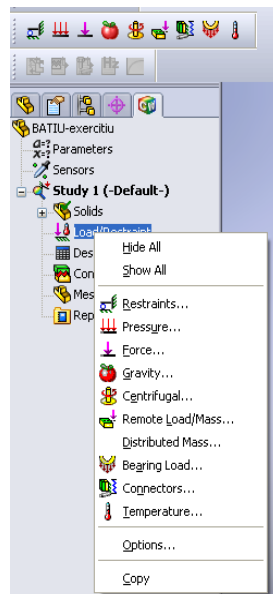 BATIU-exercitiu
Parameters
Sensors
Study 1 (-Default-)
Solids
Load/Restraint
Des
Con
Mes
Rep
Hide All
Show All
Restraints...
Pressure...
Force...
Gravity...
Centrifugal...
Remote Load/Mass...
Distributed Mass...
Bearing Load...
Connectors...
Temperature...
Options...
Copy